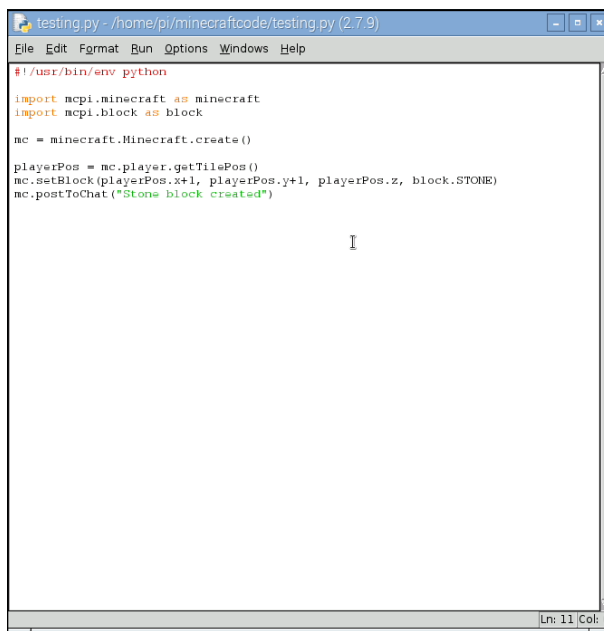 testing.py - /home/pi/minecraftcode/testing.py (2.7.9)
File Edit Format Run Options Windows Help
#!/usr/bin/env python
import mcpi.minecraft as minecraft
import mcpi.block as block
mc = minecraft.Minecraft.create()
playerPos = mc.player.getTilePos()
mc.setBlock(playerPos.x+1, playerPos.y+1, playerPos.z, block.STONE)
mc.postToChat("Stone block created")
Ln: 11 Col: